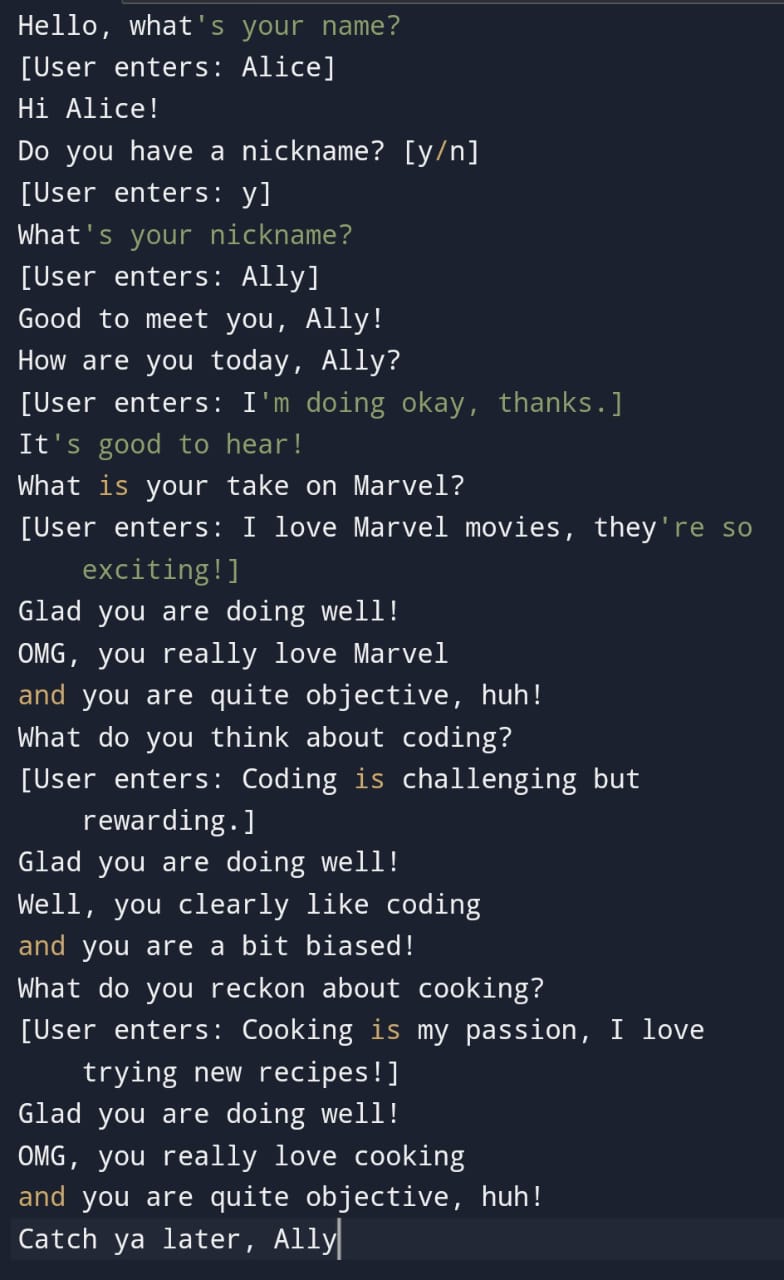 Hello, what's your name?
[User enters: Alice]
Hi Alice!
Do you have a nickname? [y/n]
[User enters: y]
What's your nickname?
[User enters: Ally]
Good to meet you, Ally!
How are you today, Ally?
[User enters: I'm doing okay, thanks.]
It's good to hear!
What is your take on Marvel?
[User enters: I love Marvel movies, they're so
exciting!]
Glad you are doing well!
OMG, you really love Marvel
and you are quite objective, huh!
What do you think about coding?
[User enters: Coding is challenging but
rewarding.]
Glad you are doing well!
Well, you clearly like coding
and you are a bit biased!
What do you reckon about cooking?
[User enters: Cooking is my passion, I love
trying new recipes!]
Glad you are doing well!
OMG, you really love cooking
and you are quite objective, huh!
Catch ya later, Ally